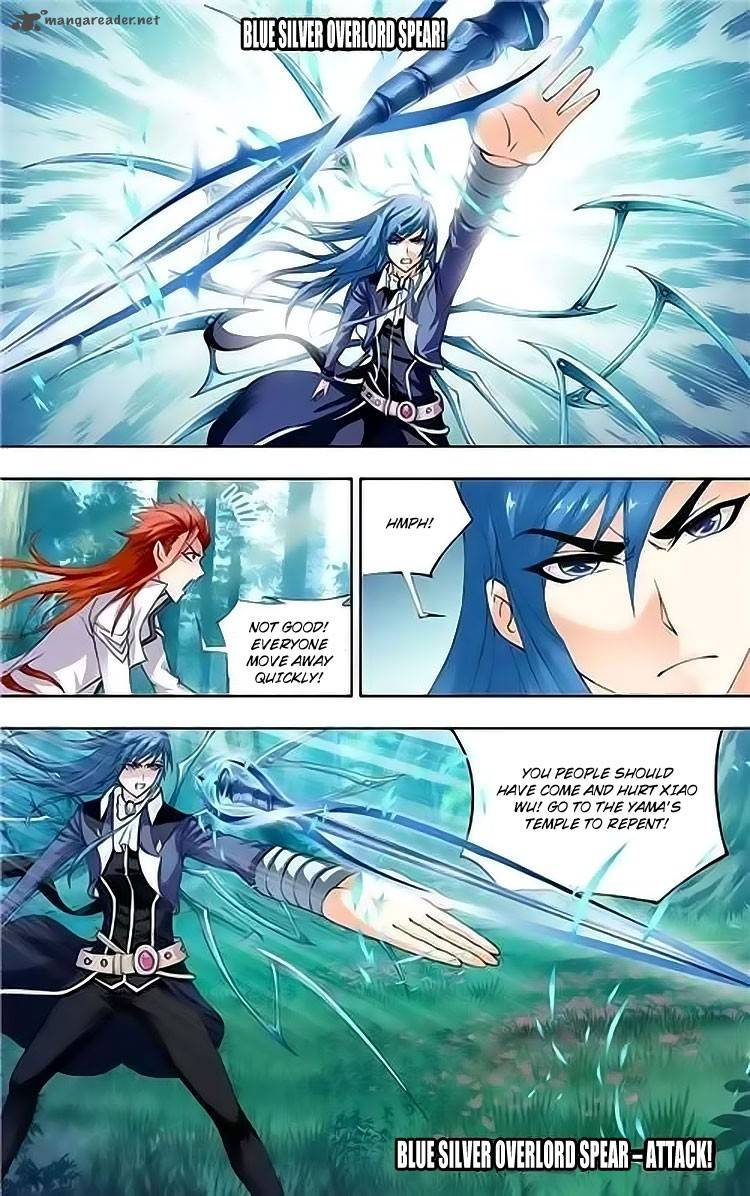 mangareader.net
BLUE SILVER OVERLORD SPEAR!
NOT GOOD!
EVERYONE
MOVE AWAY
QUICKLY!
HMPH!
YOU PEOPLE SHOULD
HAVE COME AND HURT XIAO
WU! GO TO THE YAMA'S
TEMPLE TO REPENT!
BLUE SILVER OVERLORD SPEAR – ATTACK!